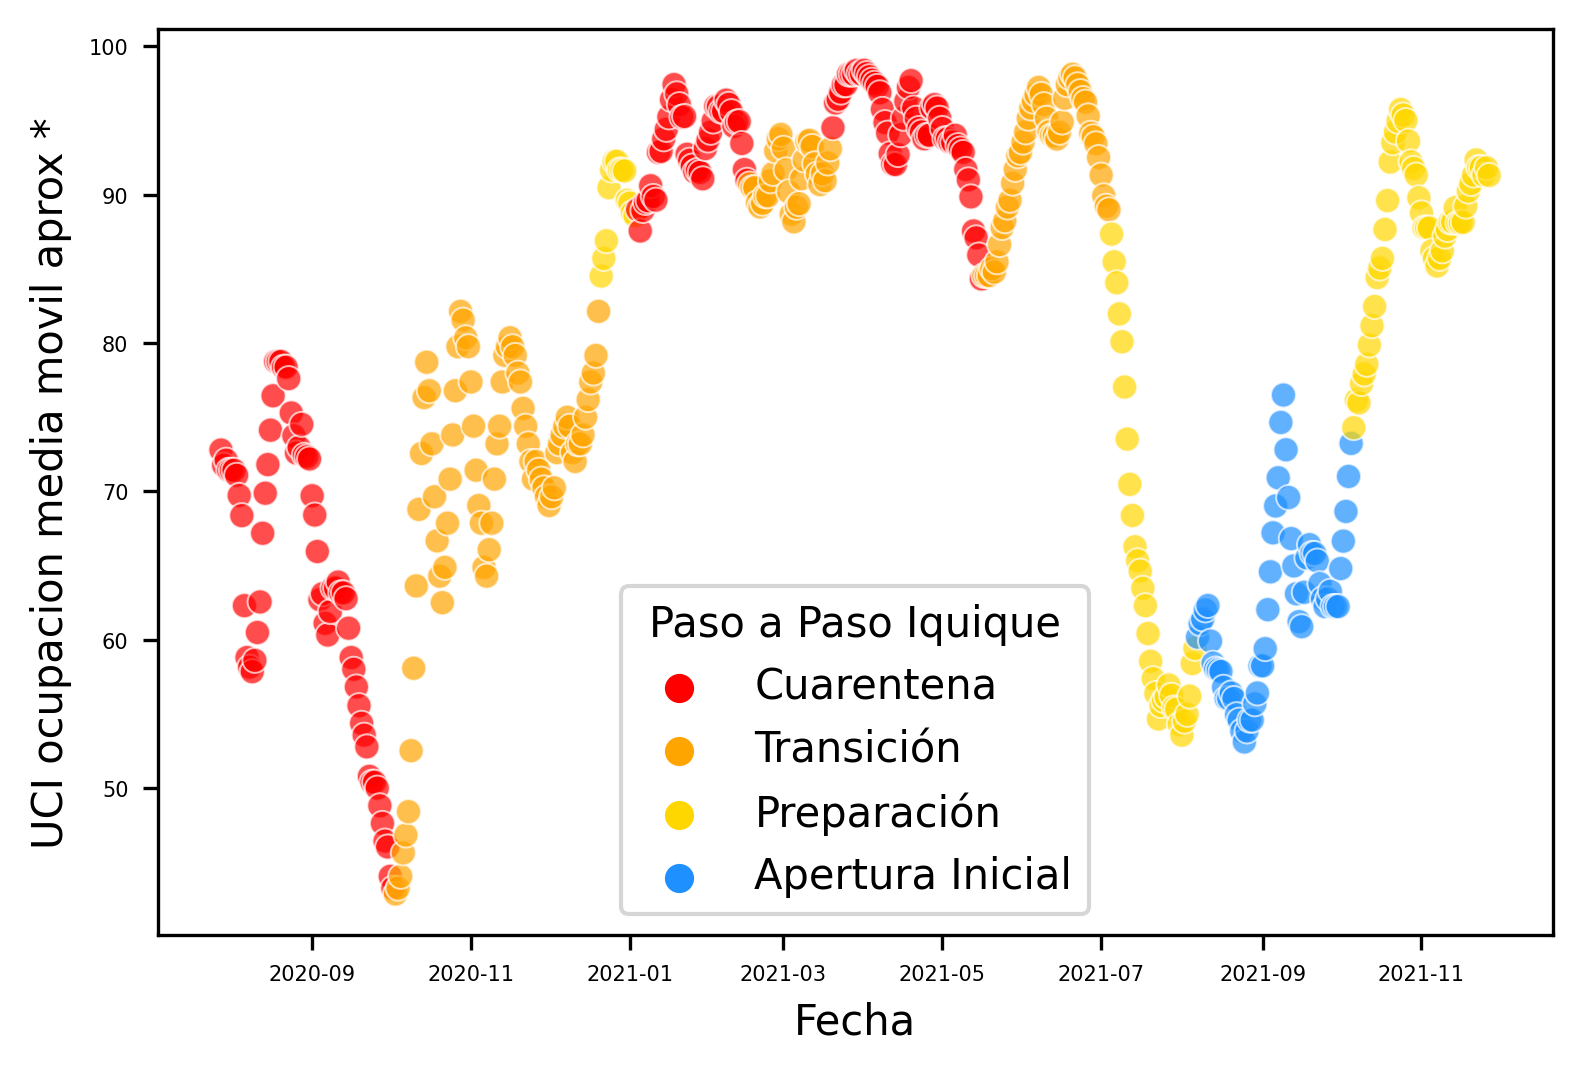 100
90
80
70
60
50
UCI ocupacion media movil aprox *
Paso a Paso Iquique
Cuarentena
Transición
Preparación
Apertura Inicial
2020-09 2020-11 2021-01 2021-03 2021-05 2021-07 2021-09 2021-11
Fecha